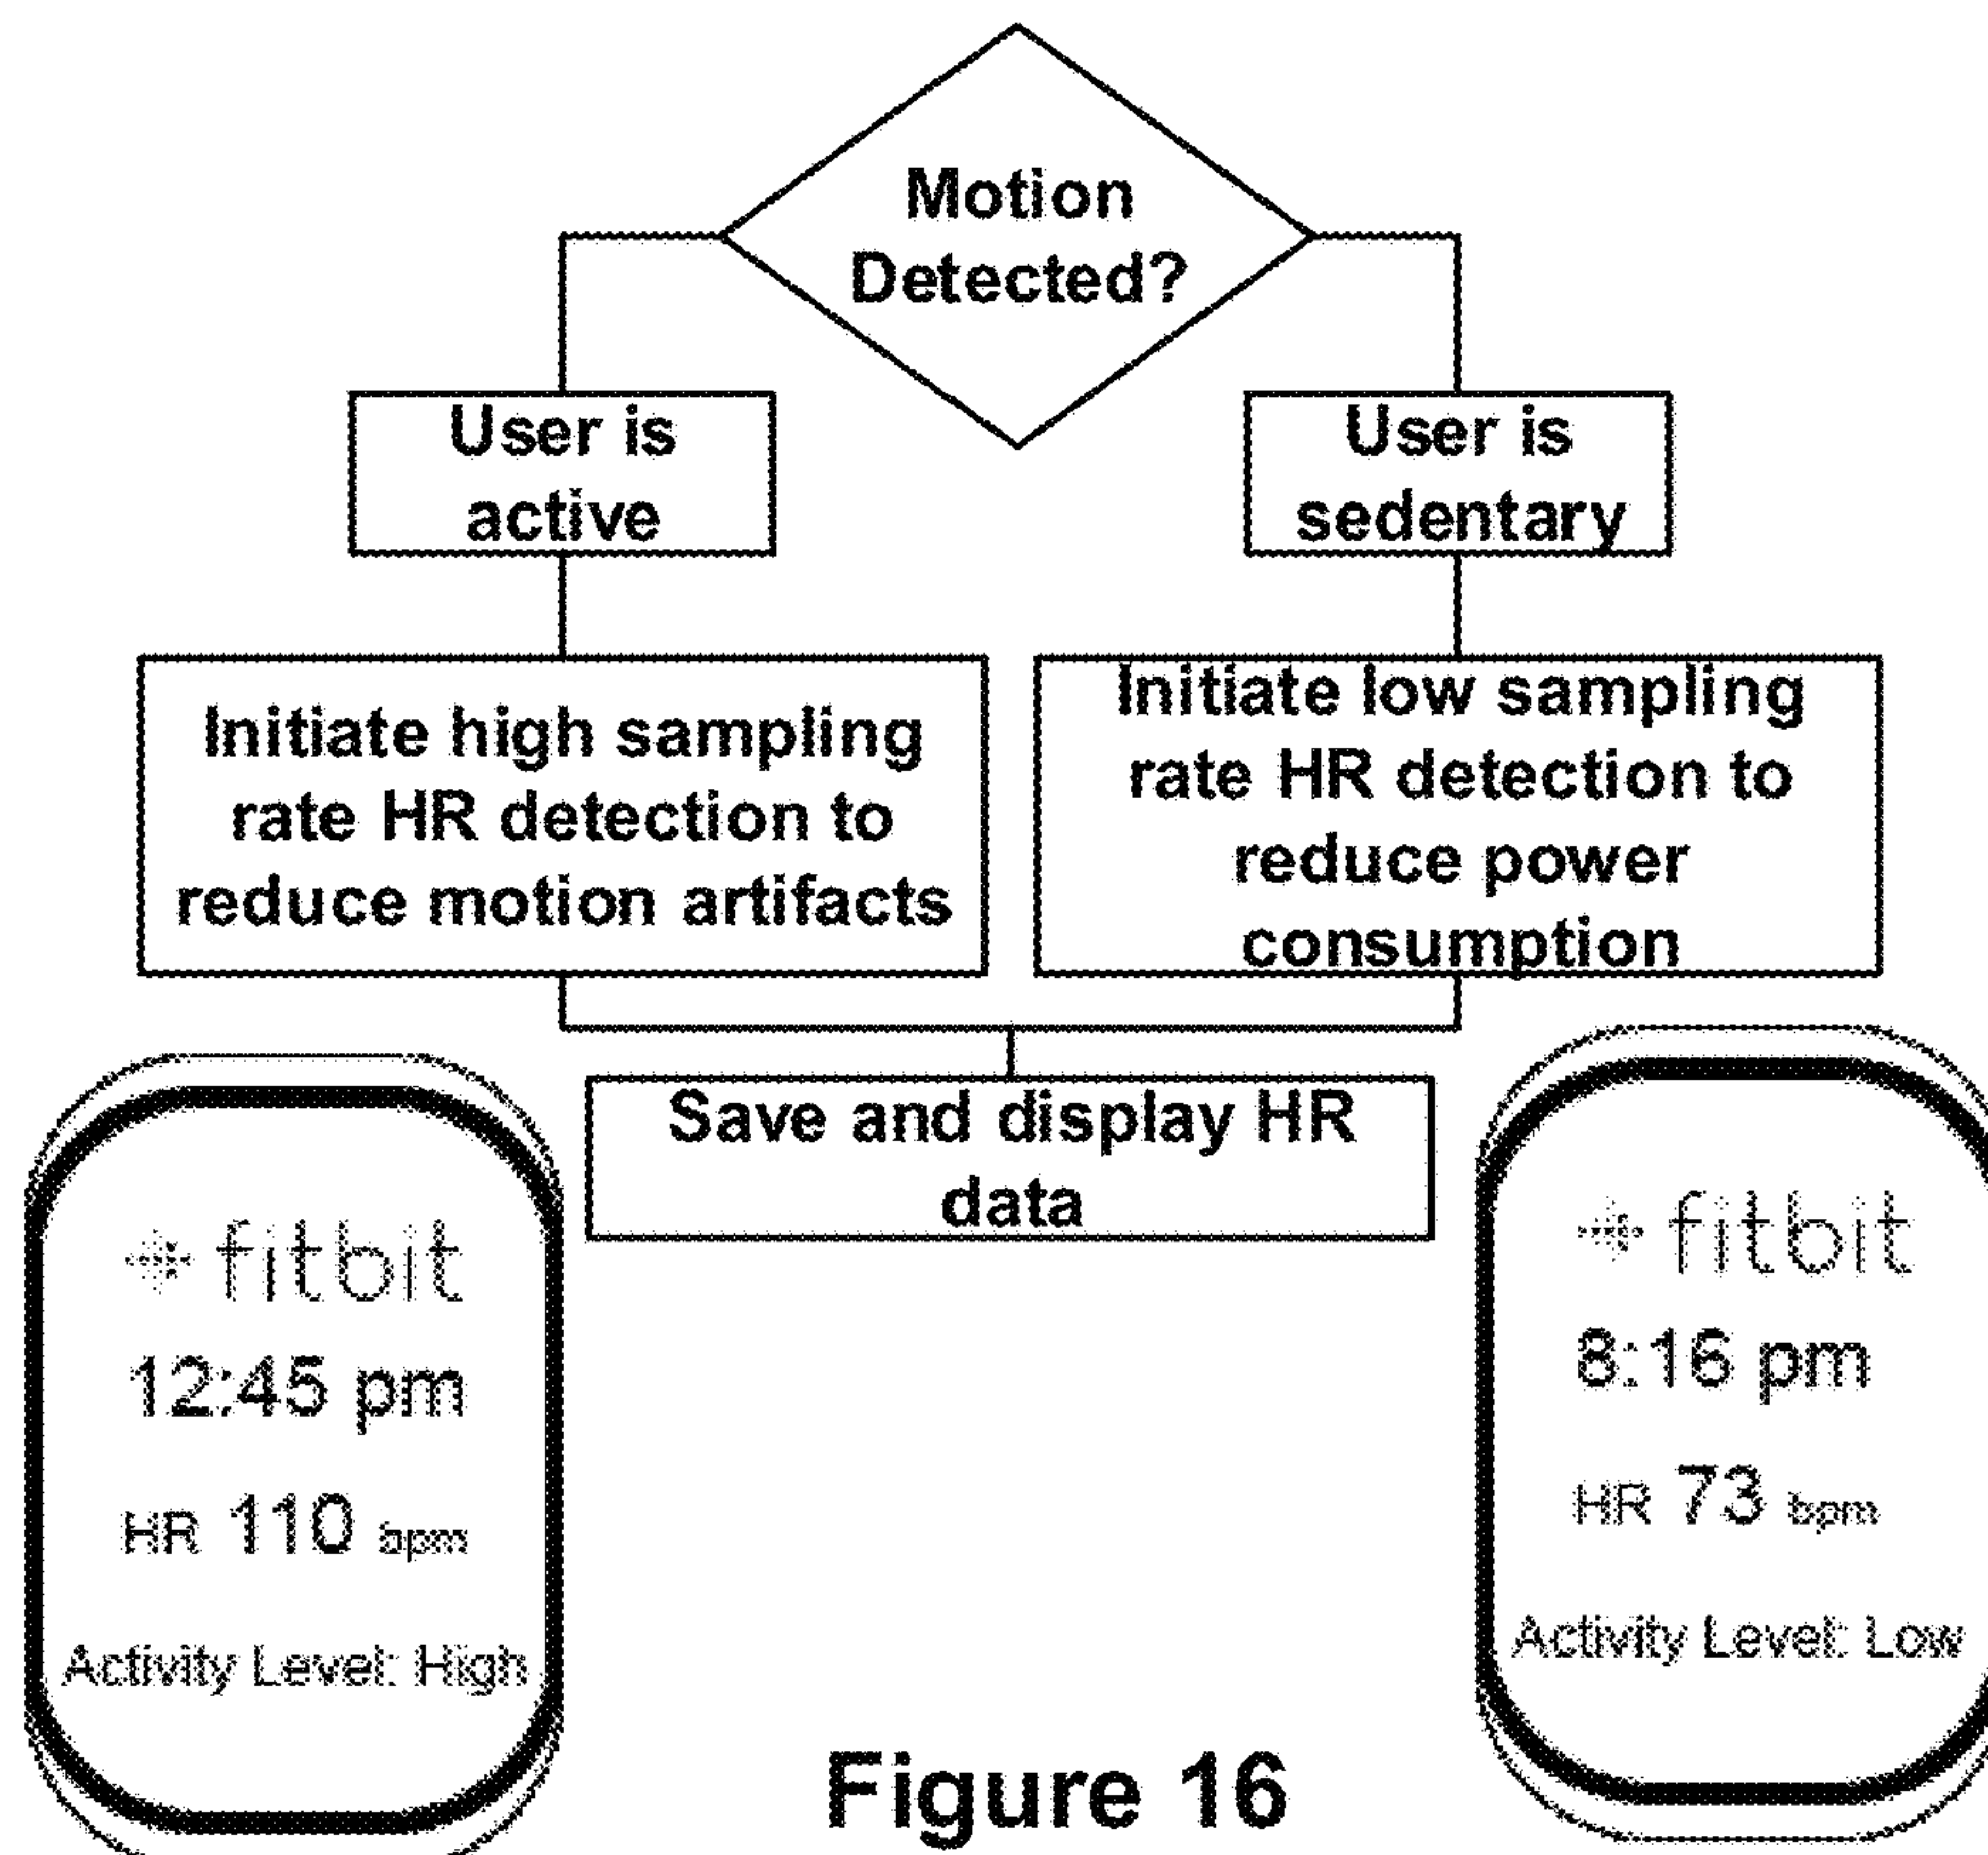 Motion
Detected?
User is
active
User is
sedentary
Initiate high sampling
rate HR detection to
reduce motion artifacts
Initiate low sampling
rate HR detection to
reduce power
consumption
Save and display HR
data
fitbit
12:45 pm
HR 110 bpm
Activity Level: High
fitbit
8:16 pm
HR 73 bpm
Activity Level: Low
Figure 16